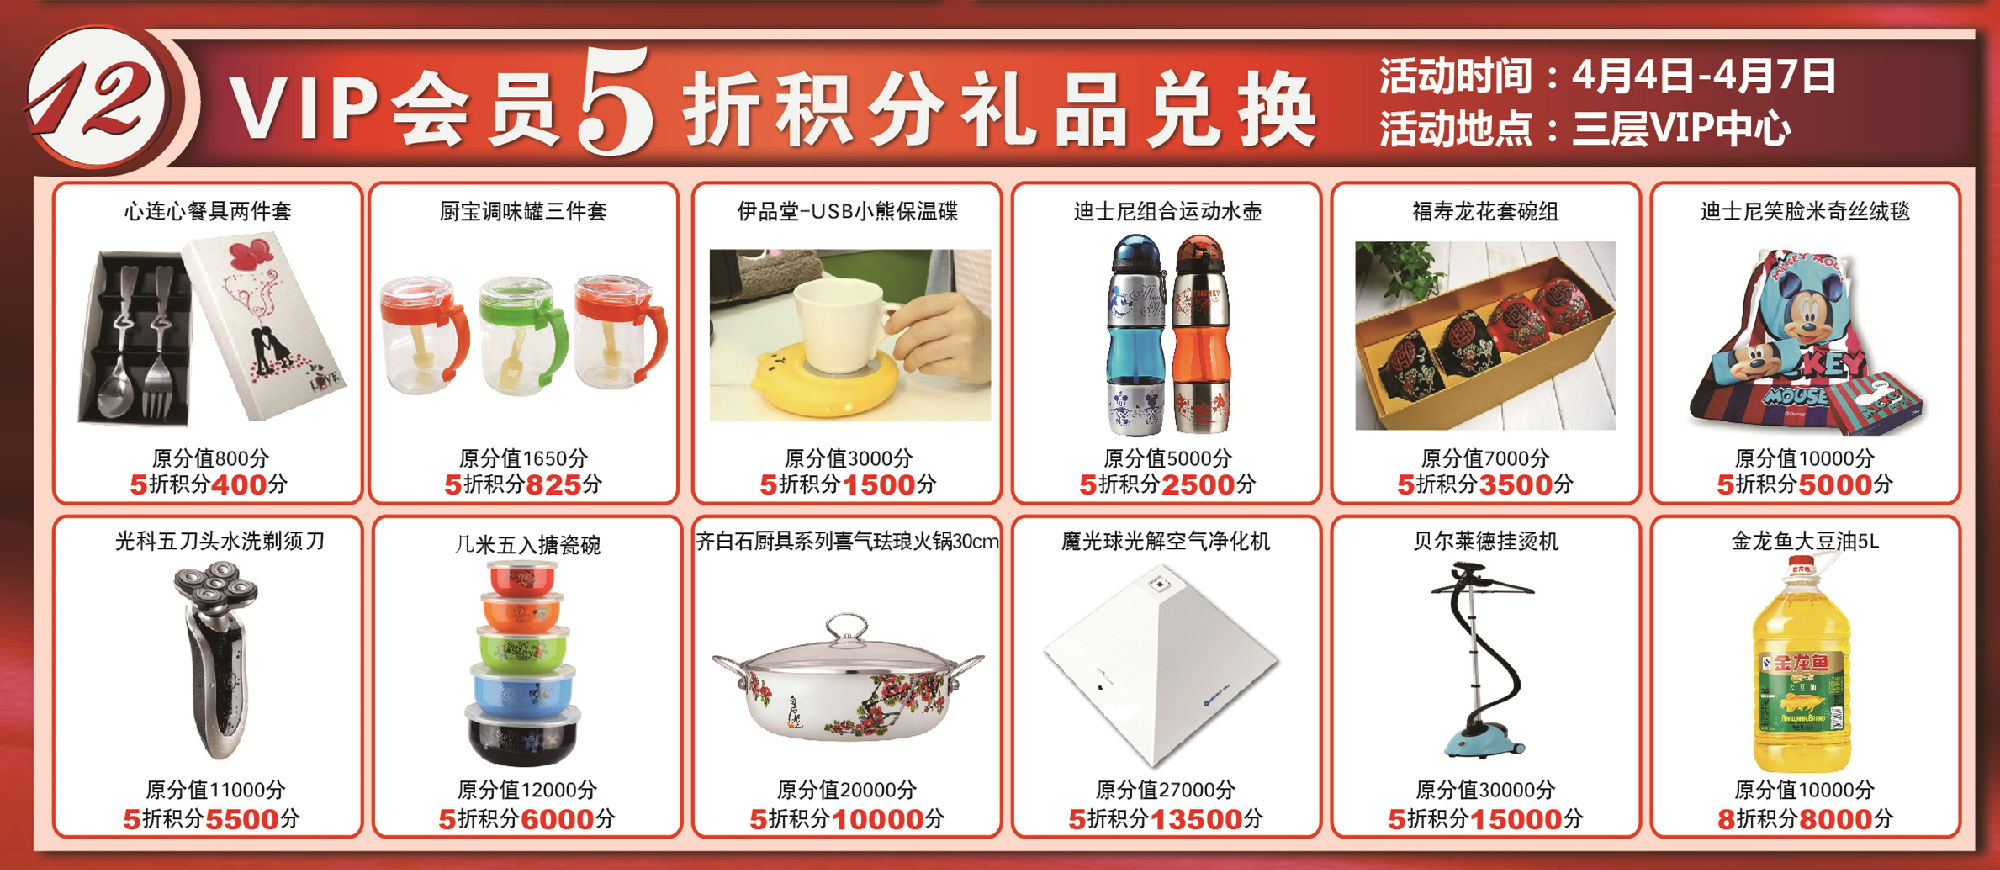 12
VIP会员5折积分礼品兑换
活动时间：4月4日-4月7日
活动地点：三层VIP中心
心连心餐具两件套
LOVE
原分值800分
5折积分400分
厨宝调味罐三件套
原分值1650分
5折积分825分
伊品堂-USB小熊保温碟
原分值3000分
5折积分1500分
迪士尼组合运动水壶
原分值5000分
5折积分2500分
福寿龙花套碗组
原分值7000分
5折积分3500分
迪士尼笑脸米奇丝绒毯
MICKEY MOUSE
原分值10000分
5折积分5000分
光科五刀头水洗剃须刀
原分值11000分
5折积分5500分
几米五入搪瓷碗
原分值12000分
5折积分6000分
齐白石厨具系列喜气珐琅火锅30cm
原分值20000分
5折积分10000分
魔光球光解空气净化机
原分值27000分
5折积分13500分
贝尔莱德挂烫机
原分值30000分
5折积分15000分
金龙鱼大豆油5L
金龙鱼
大豆油
原分值10000分
8折积分8000分